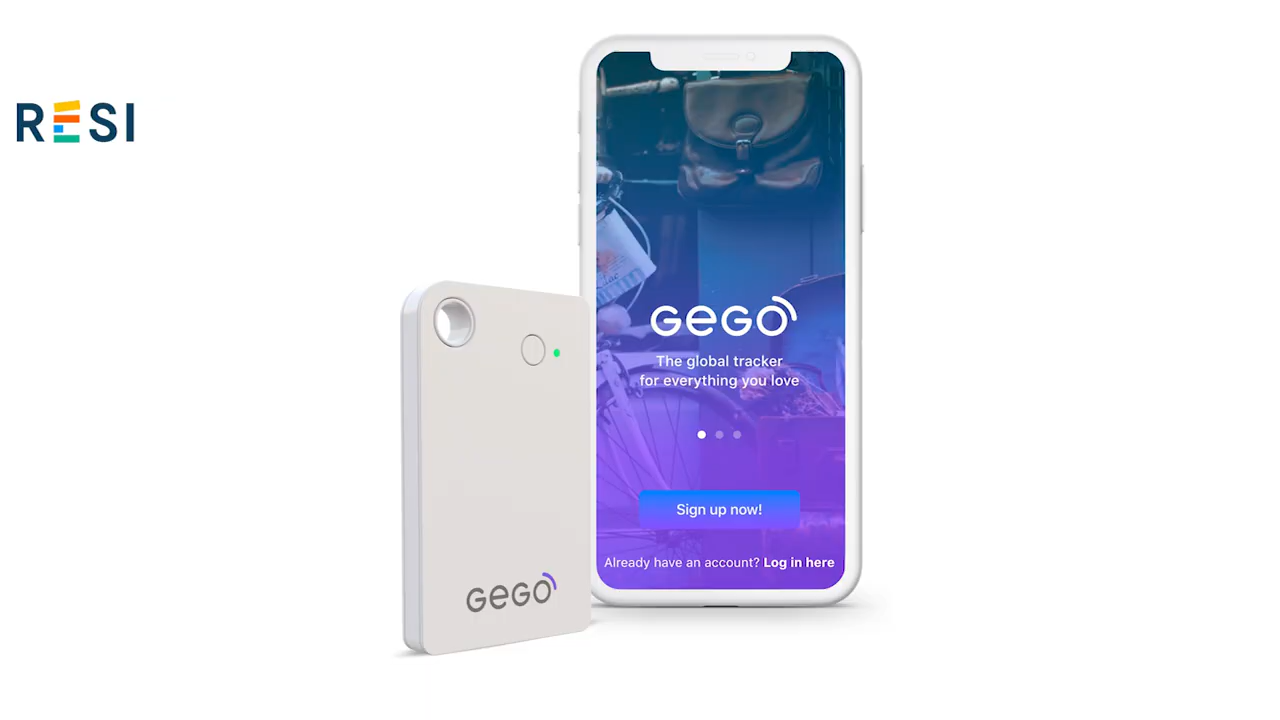 RESI
GEGO
The global tracker
for everything you love
Sign up now!
Already have an account? Log in here
GEGO